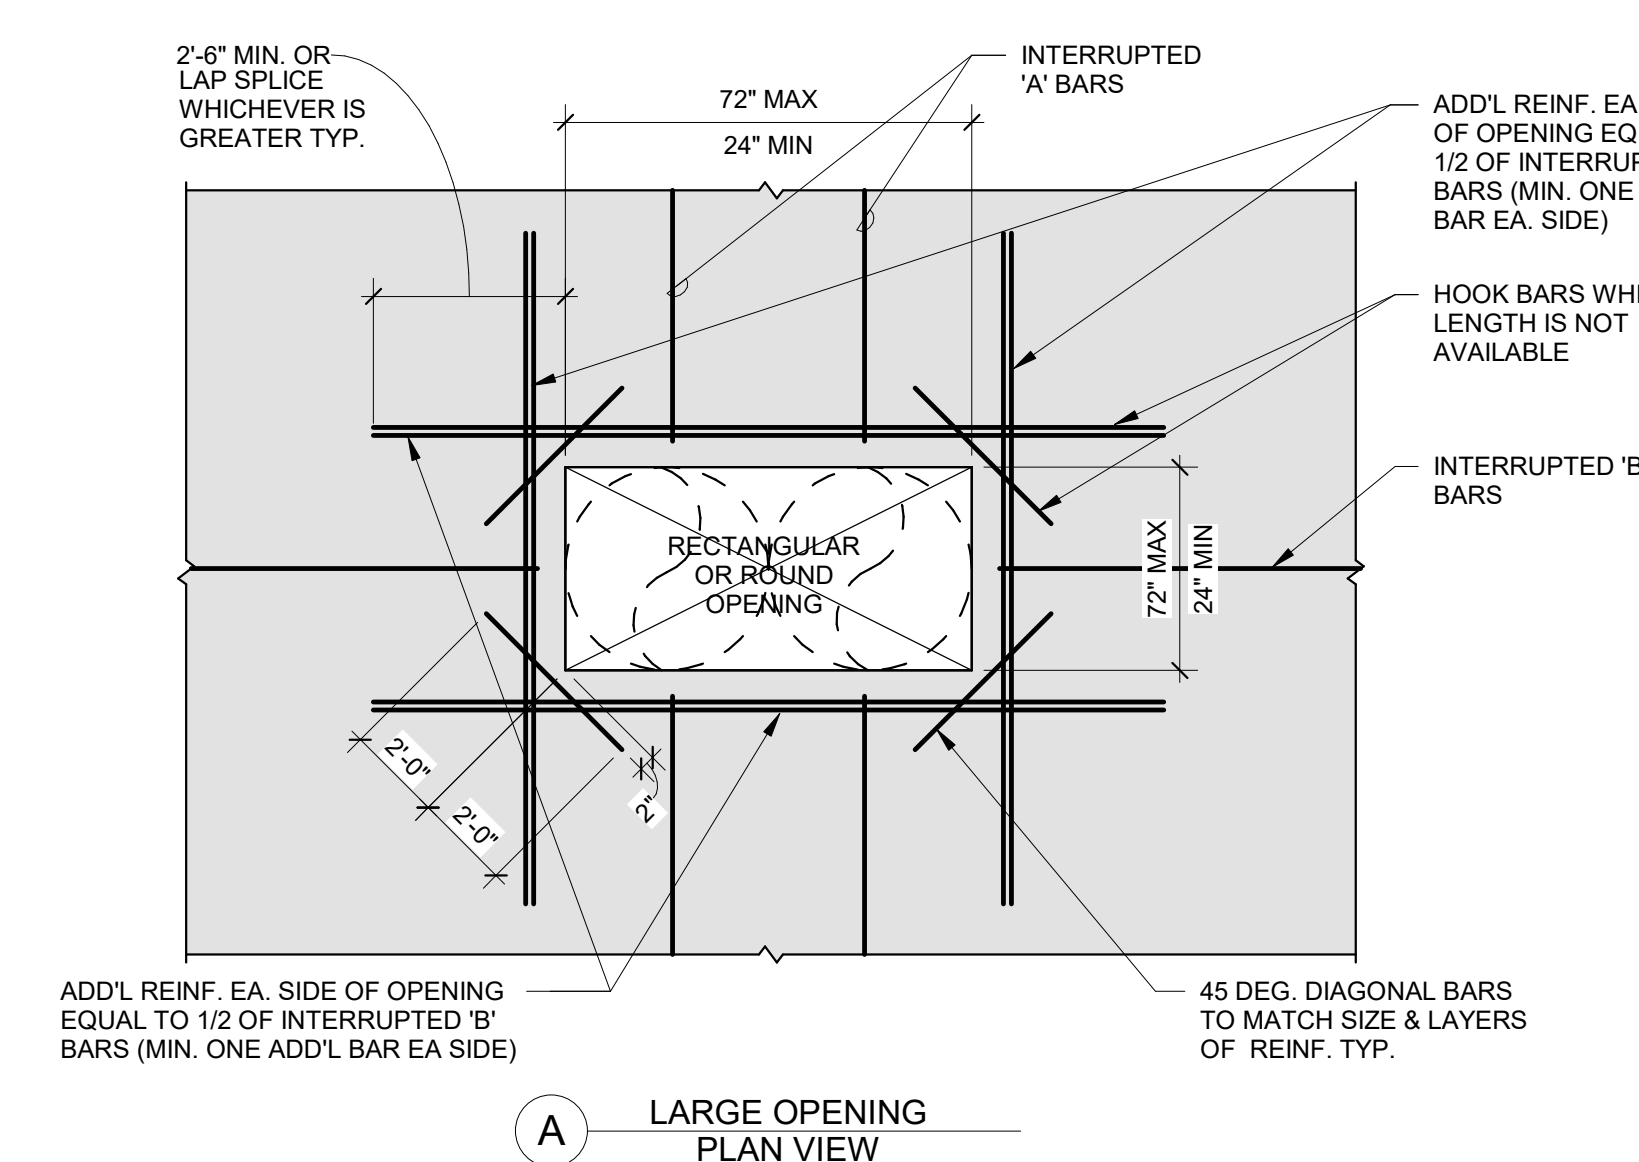 2'-6" MIN. OR
LAP SPLICE
WHICHEVER IS
GREATER TYP.
72" MAX
24" MIN
INTERRUPTED
'A' BARS
ADD'L REINF. EA
OF OPENING EQ
1/2 OF INTERRUP
BARS (MIN. ONE
BAR EA. SIDE)
HOOK BARS WHE
LENGTH IS NOT
AVAILABLE
INTERRUPTED 'B
BARS
RECTANGULAR
OR ROUND
OPENING
72" MAX
24" MIN
2'-0"
2'-0"
2"
ADD'L REINF. EA. SIDE OF OPENING
EQUAL TO 1/2 OF INTERRUPTED 'B'
BARS (MIN. ONE ADD'L BAR EA SIDE)
45 DEG. DIAGONAL BARS
TO MATCH SIZE & LAYERS
OF REINF. TYP.
A
LARGE OPENING
PLAN VIEW